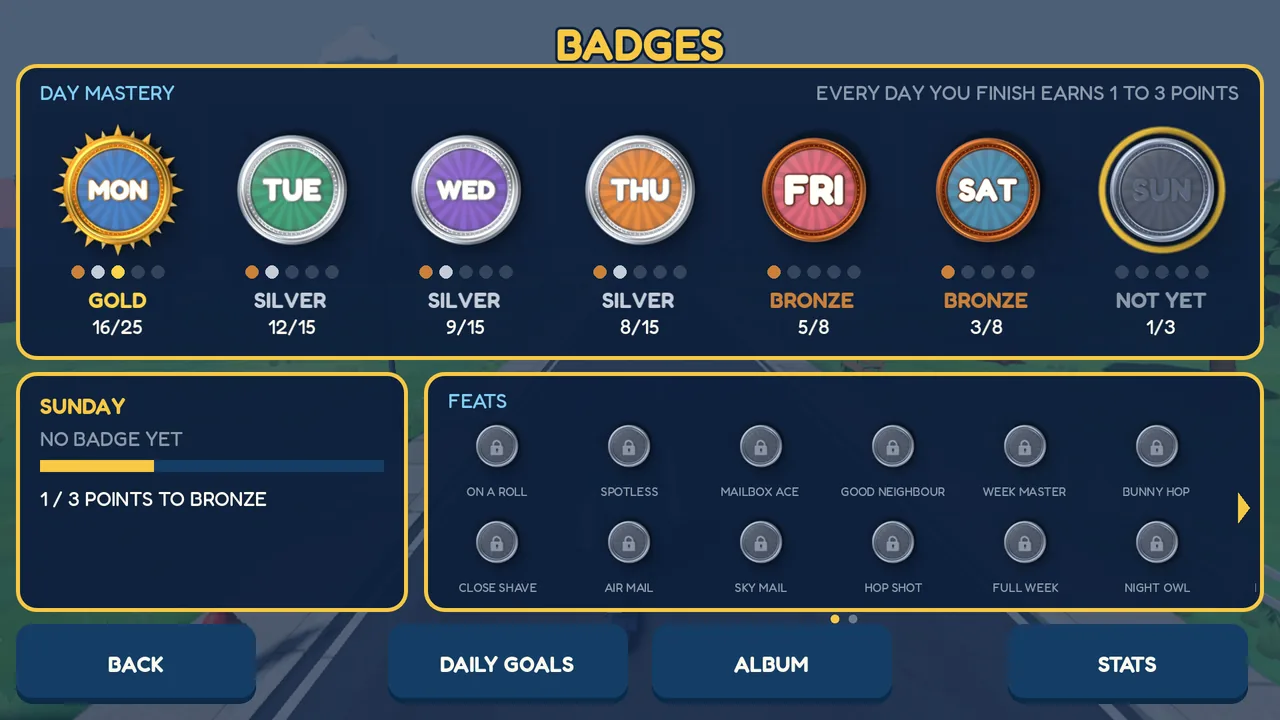 BADGES
DAY MASTERY
EVERY DAY YOU FINISH EARNS 1 TO 3 POINTS
MON
TUE
WED
THU
FRI
SAT
SUN
GOLD
SILVER
SILVER
SILVER
BRONZE
BRONZE
NOT YET
16/25
12/15
9/15
8/15
5/8
3/8
1/3
SUNDAY
NO BADGE YET
1 / 3 POINTS TO BRONZE
FEATS
ON A ROLL
SPOTLESS
MAILBOX ACE
GOOD NEIGHBOUR
WEEK MASTER
BUNNY HOP
CLOSE SHAVE
AIR MAIL
SKY MAIL
HOP SHOT
FULL WEEK
NIGHT OWL
BACK
DAILY GOALS
ALBUM
STATS